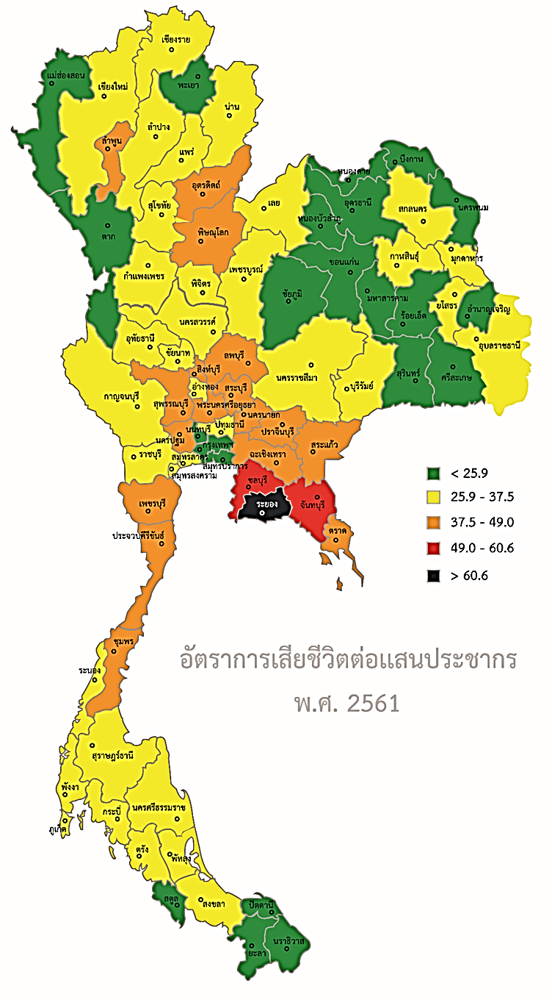 เชียงราย
แม่ฮ่องสอน
พะเยา
เชียงใหม่
น่าน
ลำปาง
ลำพูน
แพร่
บึงกาฬ
หนองคาย
อุตรดิตถ์
เลย
อุดรธานี
สุโขทัย
สกลนคร
นครพนม
หนองบัวลำภู
ตาก
พิษณุโลก
ขอนแก่น
กาฬสินธุ์
มุกดาหาร
เพชรบูรณ์
กำแพงเพชร
พิจิตร
ชัยภูมิ
มหาสารคาม
ยโสธร
อำนาญเจริญ
ร้อยเอ็ด
นครสวรรค์
อุทัยธานี
อุบลราชธานี
ชัยนาท
ลพบุรี
สิงห์บุรี
นครราชสีมา
บุรีรัมย์
สุรินทร์
ศรีสะเกษ
อ่างทอง
สระบุรี
กาญจนบุรี
สุพรรณบุรี
พระนครศรีอยุธยา
นครนายก
นนทบุรี
ปทุมธานี
ปราจีนบุรี
นครปฐม
กรุงเทพฯ
สระแก้ว
ราชบุรี
สมุทรสาคร
ฉะเชิงเทรา
สมุทรปราการ
สมุทรสงคราม
ชลบุรี
เพชรบุรี
ระยอง
จันทบุรี
ประจวบคีรีขันธ์
ตราด
< 25.9
25.9 - 37.5
37.5 - 49.0
49.0 - 60.6
> 60.6
ชุมพร
ระนอง
อัตราการเสียชีวิตต่อแสนประชากร
พ.ศ. 2561
สุราษฎร์ธานี
พังงา
กระบี่
นครศรีธรรมราช
ภูเก็ต
ตรัง
พัทลุง
สตูล
สงขลา
ปัตตานี
ยะลา
นราธิวาส